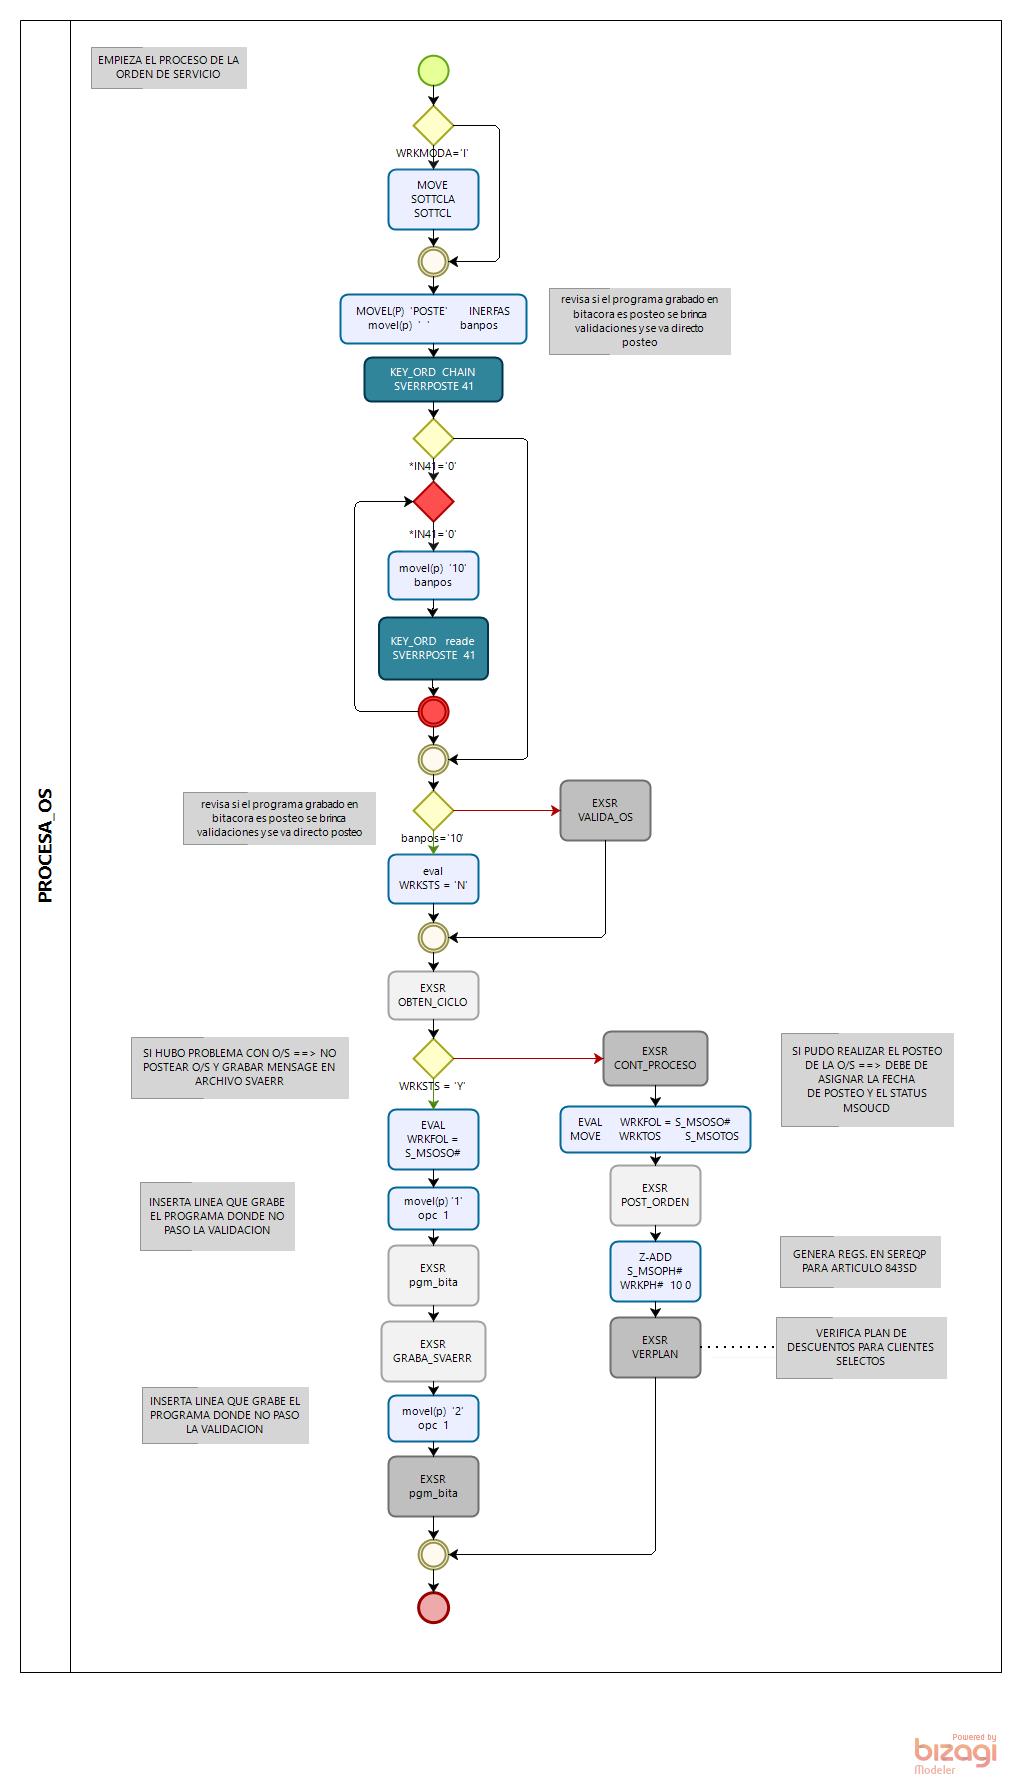 PROCESA_OS
EMPIEZA EL PROCESO DE LA
ORDEN DE SERVICIO
WRKMODA='I'
MOVE
SOTTCLA
SOTTCL
MOVEL(P) 'POSTE' INERFAS
movel(p) ' ' banpos
revisa si el programa grabado en
bitacora es posteo se brinca
validaciones y se va directo
posteo
KEY_ORD CHAIN
SVERRPOSTE 41
*IN41='0'
*IN41='0'
movel(p) '10'
banpos
KEY_ORD reade
SVERRPOSTE 41
revisa si el programa grabado en
bitacora es posteo se brinca
validaciones y se va directo posteo
banpos='10'
EXSR
VALIDA_OS
eval
WRKSTS = 'N'
EXSR
OBTEN_CICLO
SI HUBO PROBLEMA CON O/S ==> NO
POSTEAR O/S Y GRABAR MENSAGE EN
ARCHIVO SVAERR
WRKSTS = 'Y'
EXSR
CONT_PROCESO
SI PUDO REALIZAR EL POSTEO
DE LA O/S ==> DEBE DE
ASIGNAR LA FECHA
DE POSTEO Y EL STATUS
MSOUCD
EVAL
WRKFOL =
S_MSOSO#
EVAL WRKFOL = S_MSOSO#
MOVE WRKTOS S_MSOTOS
INSERTA LINEA QUE GRABE
EL PROGRAMA DONDE NO
PASO LA VALIDACION
movel(p) '1'
opc 1
EXSR
POST_ORDEN
EXSR
pgm_bita
Z-ADD
S_MSOPH#
WRKPH# 10 0
GENERA REGS. EN SEREQP
PARA ARTICULO 843SD
EXSR
GRABA_SVAERR
EXSR
VERPLAN
VERIFICA PLAN DE
DESCUENTOS PARA CLIENTES
SELECTOS
INSERTA LINEA QUE GRABE EL
PROGRAMA DONDE NO PASO
LA VALIDACION
movel(p) '2'
opc 1
EXSR
pgm_bita
Powered by
bizagi
Modeler